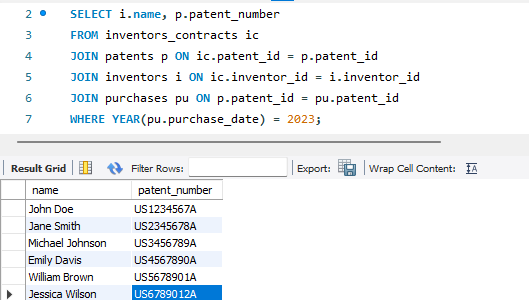 2 SELECT i.name, p.patent_number
3 FROM inventors_contracts ic
4 JOIN patents p ON ic.patent_id = p.patent_id
5 JOIN inventors i ON ic.inventor_id = i.inventor_id
6 JOIN purchases pu ON p.patent_id = pu.patent_id
7 WHERE YEAR(pu.purchase_date) = 2023;
Result Grid Filter Rows: Export: Wrap Cell Content: IA
name patent_number
John Doe US1234567A
Jane Smith US2345678A
Michael Johnson US3456789A
Emily Davis US4567890A
William Brown US5678901A
Jessica Wilson US6789012A